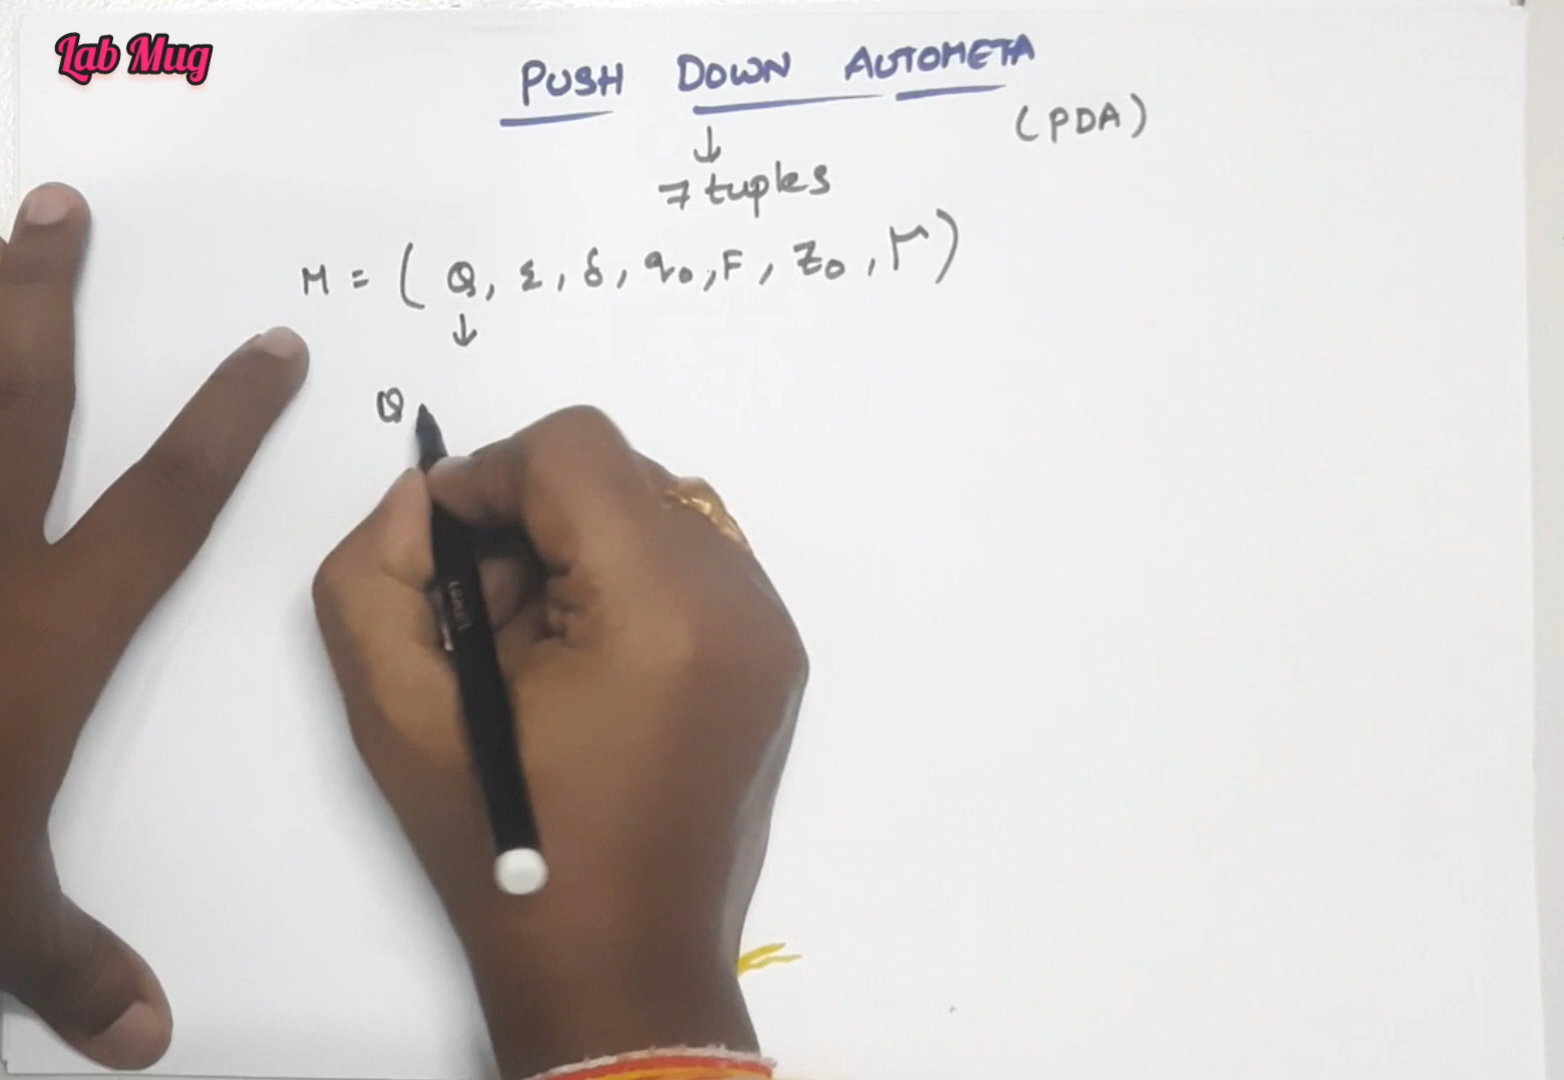 Lab Mug
PUSH DOWN AUTOMETA
(PDA)
↓
7 tuples
M = ( Q, Σ, δ, q₀, F, Z₀, Γ )
↓
Q